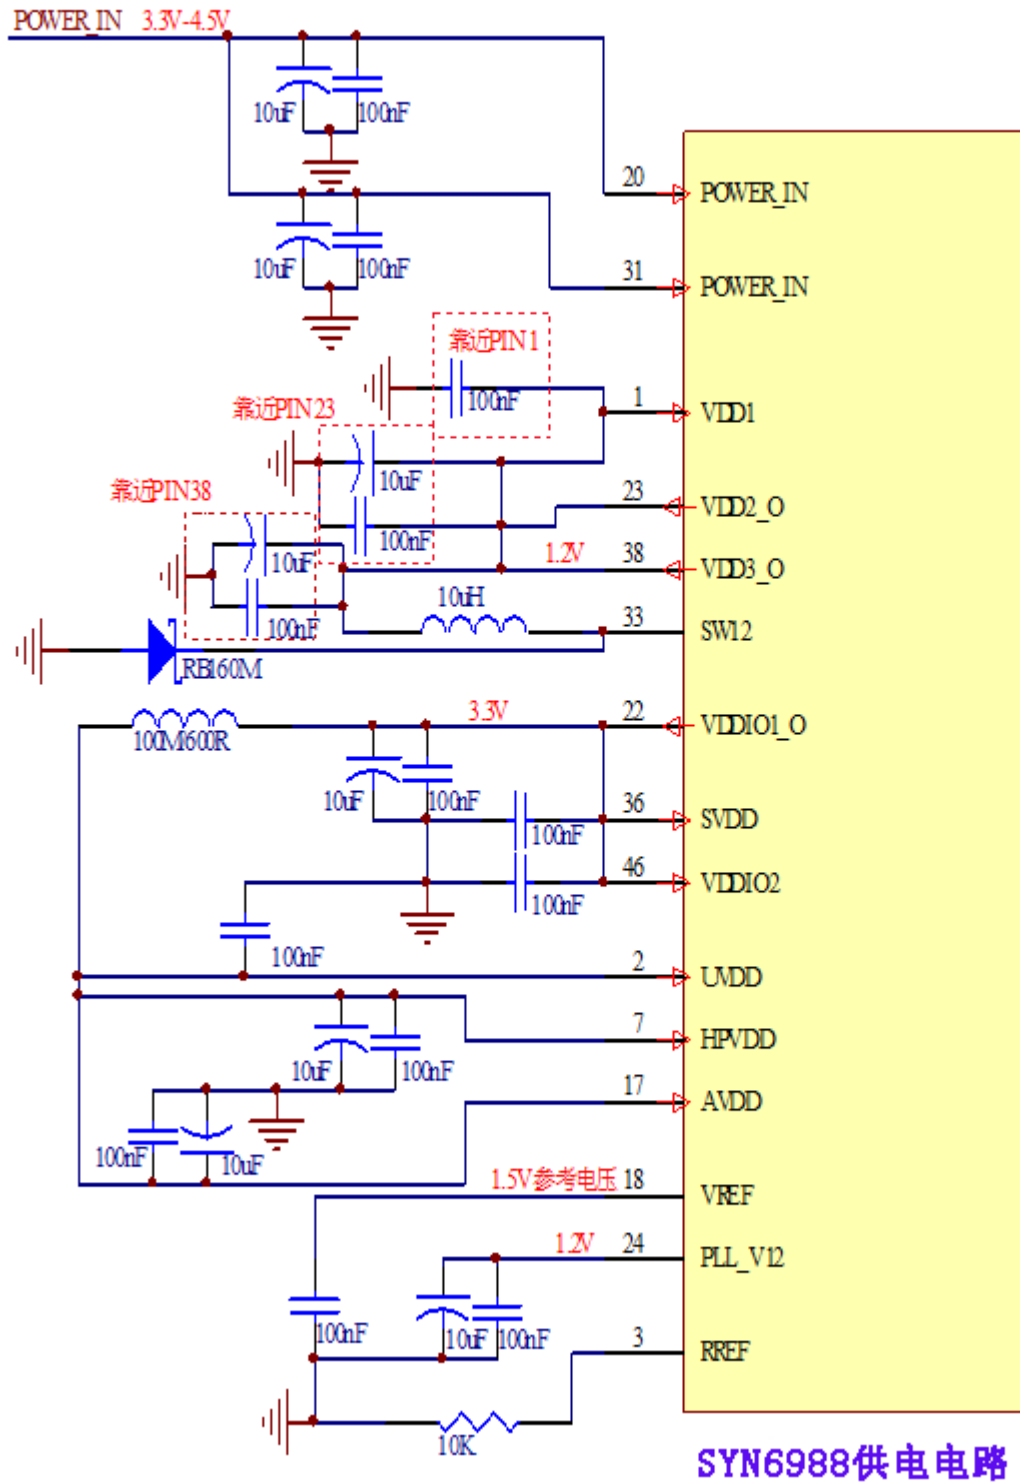 POWER_IN 3.3V-4.5V
10uF
100nF
20 POWER_IN
10uF
100nF
31 POWER_IN
靠近PIN1
100nF
1 VDD1
靠近PIN23
10uF
23 VDD2_O
靠近PIN38
100nF
1.2V 38 VDD3_O
10uF
10uH
100nF
33 SW12
RB160M
3.3V 22 VDDIO1_O
100M/600R
10uF
100nF
36 SVDD
100nF
46 VDDIO2
100nF
100nF
2 UVDD
7 HPVDD
10uF
100nF
17 AVDD
100nF
10uF
1.5V参考电压 18 VREF
1.2V 24 PLL_V12
100nF
10uF
100nF
3 RREF
10K
SYN6988供电电路